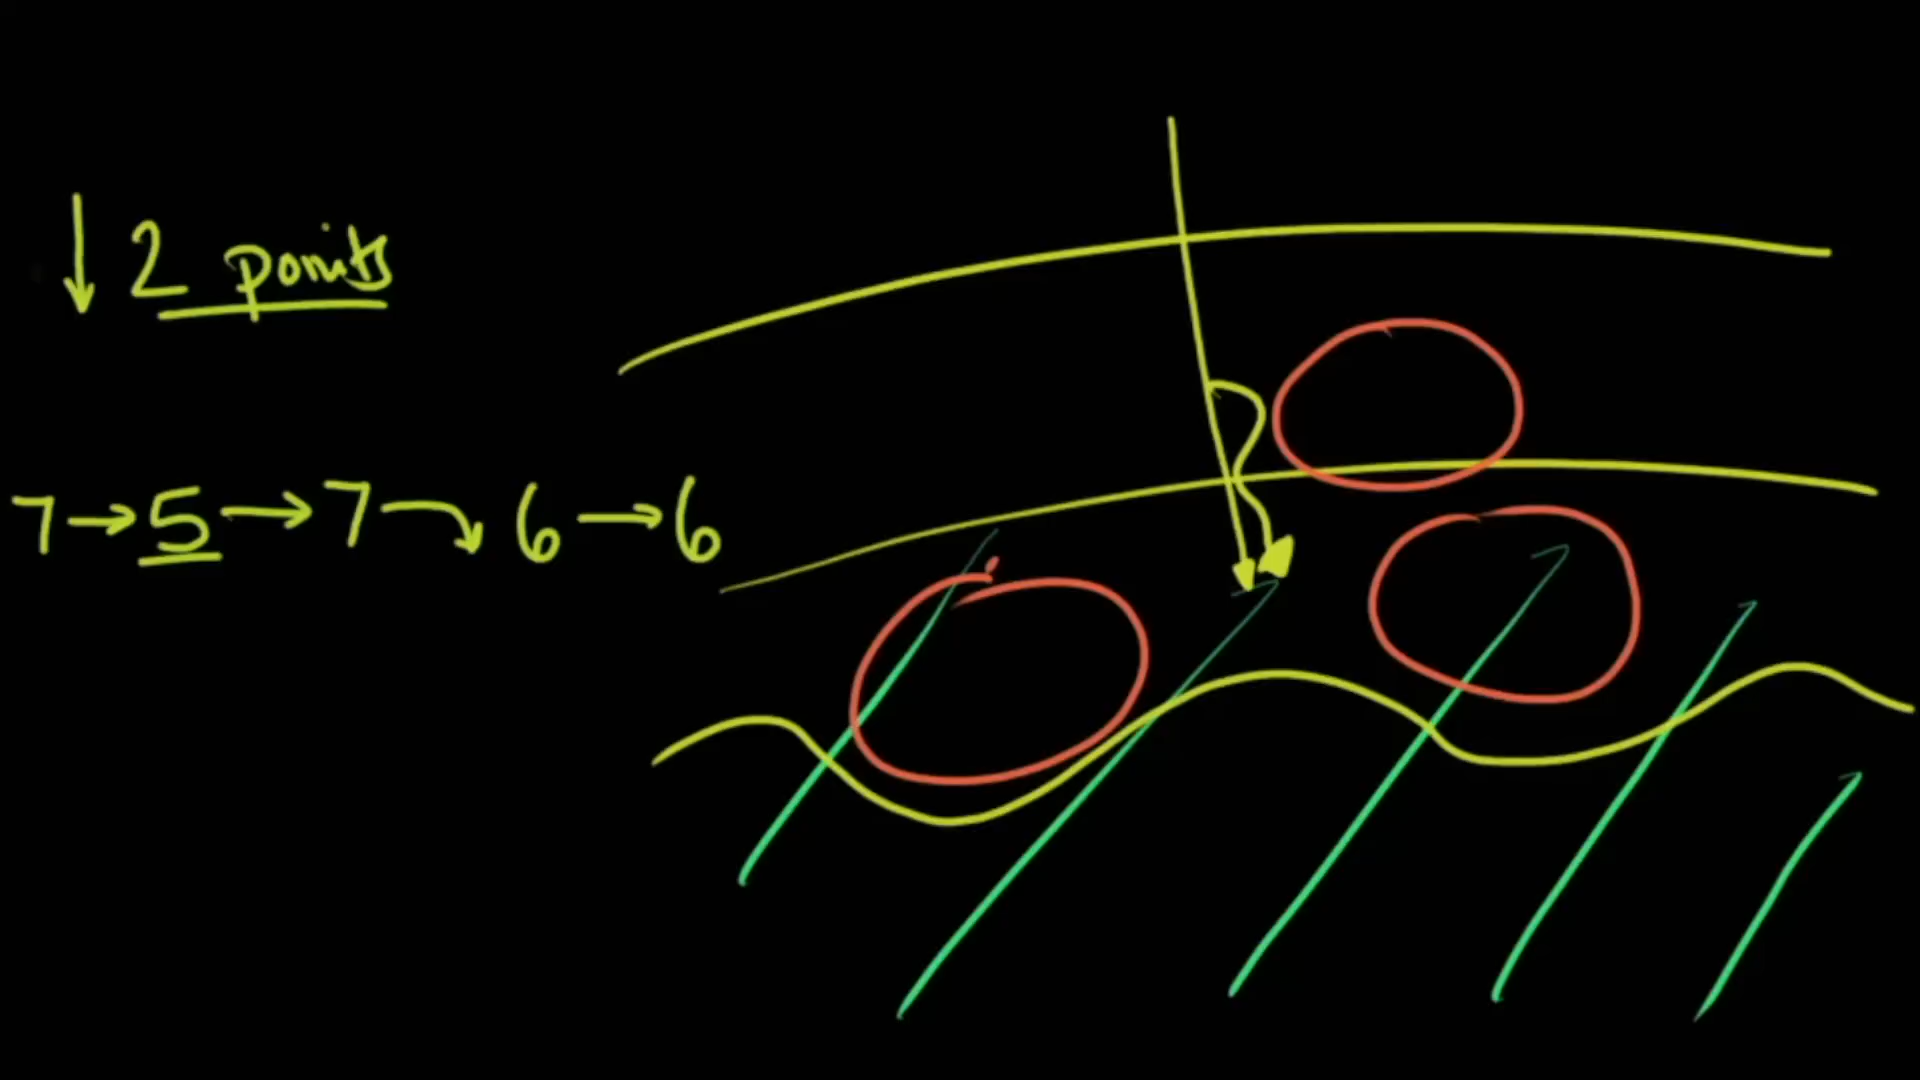 ↓ 2 points
7 → 5 → 7 → 6 → 6